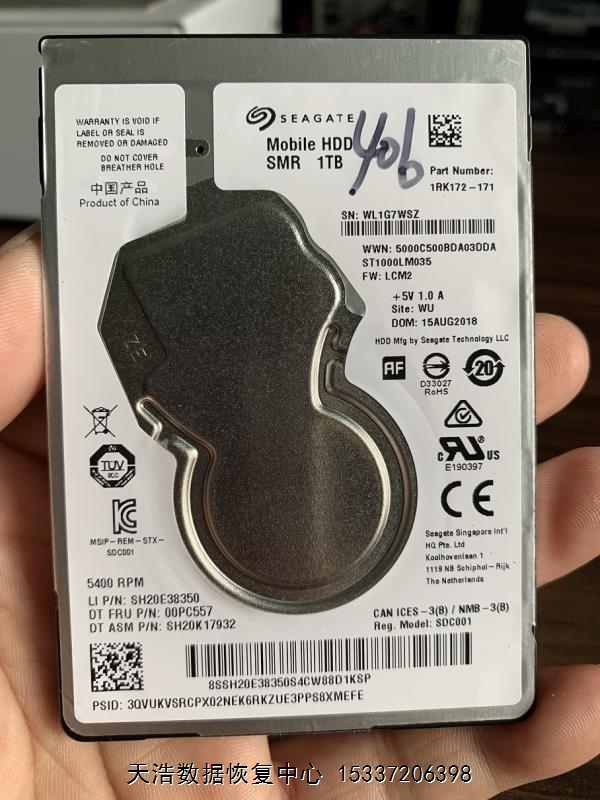 WARRANTY IS VOID IF
LABEL OR SEAL IS
REMOVED OR DAMAGED
DO NOT COVER
BREATHER HOLE
中国产品
Product of China
SEAGATE
Mobile HDD
SMR 1TB
406
Part Number:
1RK172-171
SN: WL1G7WSZ
WWN: 5000C500BDA03DDA
ST1000LM035
FW: LCM2
+5V 1.0 A
Site: WU
DOM: 15AUG2018
HDD Mfg by Seagate Technology LLC
AF
D33027
RoHS
20
c RU US
E190397
CE
TUV
MSIP-REM-STX-
SDC001
Seagate Singapore Int'l
HQ Pte. Ltd
Koolhovenlaan 1
1119 NB Schiphol-Rijk
The Netherlands
5400 RPM
LI P/N: SH20E38350
DT FRU P/N: 00PC557
DT ASM P/N: SH20K17932
CAN ICES-3(B) / NMB-3(B)
Reg. Model: SDC001
8SSH20E38350S4CW88D1KSP
PSID: 3QVUKVSRCPX02NEK6RKZUE3PPS8XMEFE
天浩数据恢复中心 15337206398